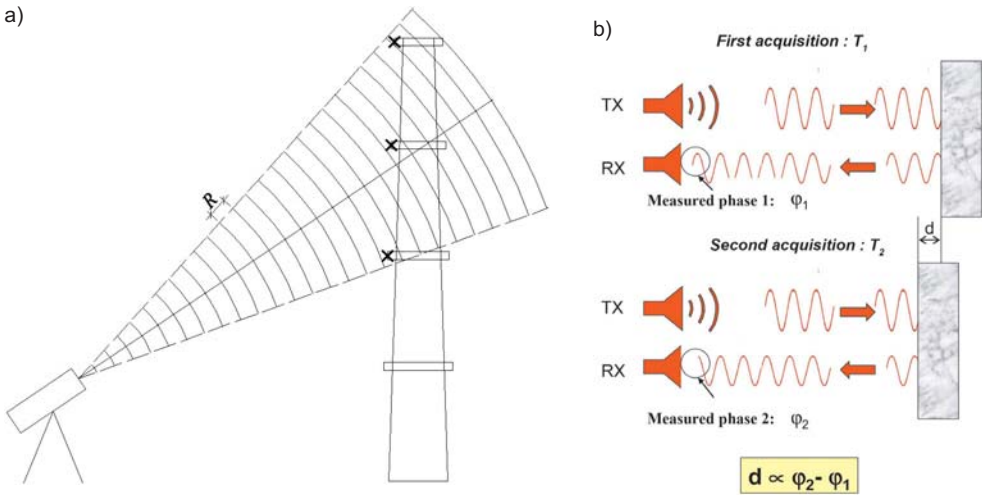 a)
R
b)
First acquisition : T₁
TX
RX
Measured phase 1: φ₁
d
Second acquisition : T₂
TX
RX
Measured phase 2: φ₂
d ∝ φ₂- φ₁